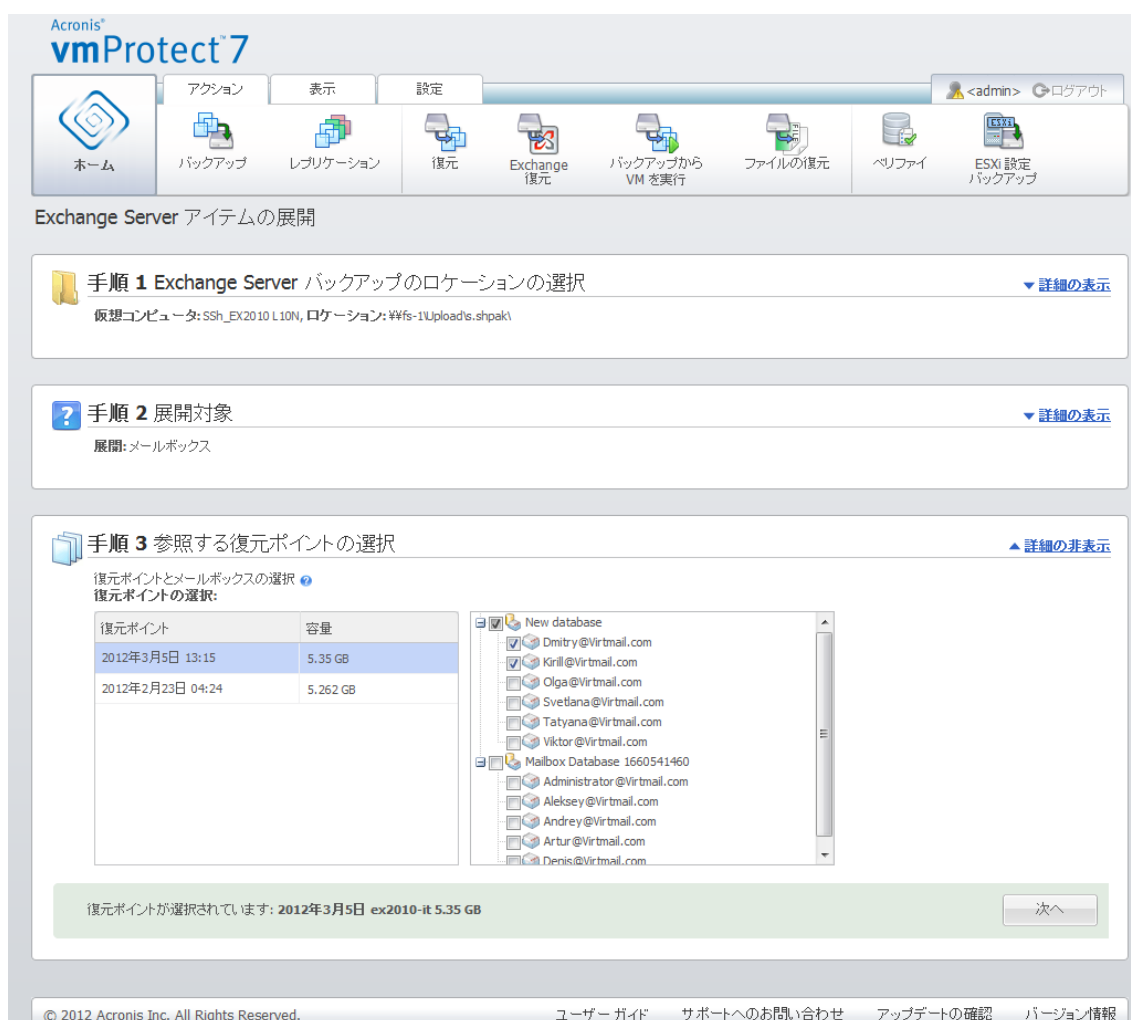 Acronis®
vmProtect™7
アクション 表示 設定 <admin> ログアウト
ホーム バックアップ レプリケーション 復元 Exchange 復元 バックアップから VM を実行 ファイルの復元 ベリファイ ESXi 設定 バックアップ
Exchange Server アイテムの展開
手順 1 Exchange Server バックアップのロケーションの選択 詳細の表示
仮想コンピュータ: SSh_EX2010 L10N, ロケーション: ¥¥fs-1\Upload\s.shpak\
手順 2 展開対象 詳細の表示
展開: メールボックス
手順 3 参照する復元ポイントの選択 詳細の非表示
復元ポイントとメールボックスの選択
復元ポイントの選択:
復元ポイント 容量
2012年3月5日 13:15 5.35 GB
2012年2月23日 04:24 5.262 GB
New database
Dmitry@Virtmail.com
Kirill@Virtmail.com
Olga@Virtmail.com
Svetlana@Virtmail.com
Tatyana@Virtmail.com
Viktor@Virtmail.com
Mailbox Database 1660541460
Administrator@Virtmail.com
Aleksey@Virtmail.com
Andrey@Virtmail.com
Artur@Virtmail.com
Denis@Virtmail.com
復元ポイントが選択されています: 2012年3月5日 ex2010-it 5.35 GB 次へ
© 2012 Acronis Inc. All Rights Reserved. ユーザー ガイド サポートへのお問い合わせ アップデートの確認 バージョン情報